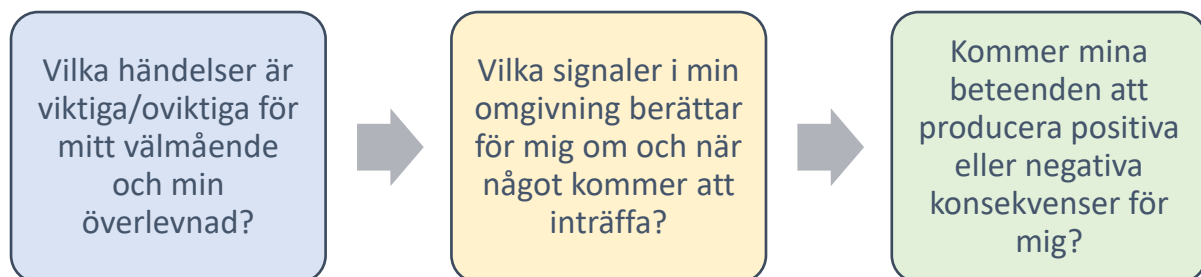 Vilka händelser är
viktiga/oviktiga för
mitt välmående
och min
överlevnad?
Vilka signaler i min
omgivning berättar
för mig om och när
något kommer att
inträffa?
Kommer mina
beteenden att
producera positiva
eller negativa
konsekvenser för
mig?